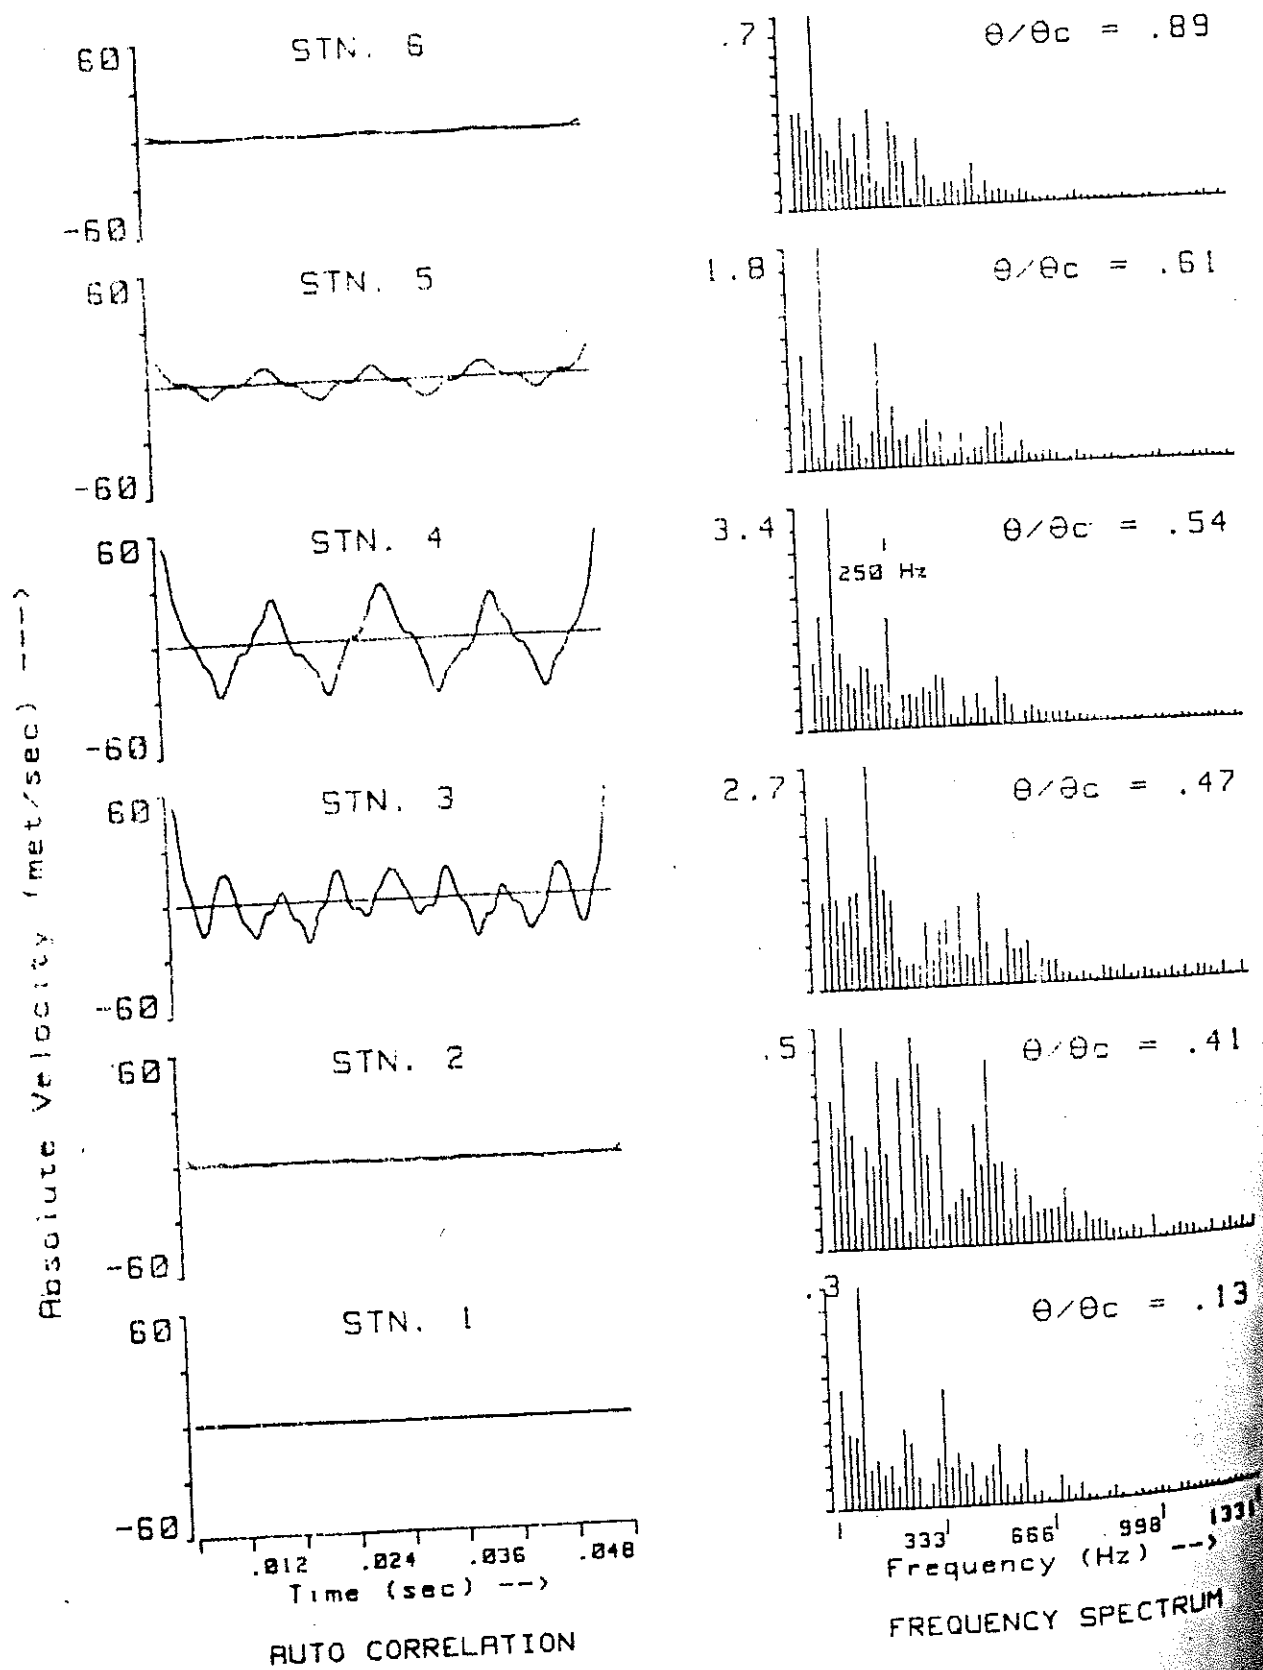 60
STN. 6
-60
.7
θ/θc = .89
60
STN. 5
-60
1.8
θ/θc = .61
60
STN. 4
-60
3.4
θ/θc = .54
250 Hz
60
STN. 3
-60
2.7
θ/θc = .47
60
STN. 2
-60
.5
θ/θc = .41
60
STN. 1
-60
.3
θ/θc = .13
Absolute Velocity (met/sec) --->
.012 .024 .036 .048
Time (sec) -->
AUTO CORRELATION
333 666 998 1331
Frequency (Hz) -->
FREQUENCY SPECTRUM